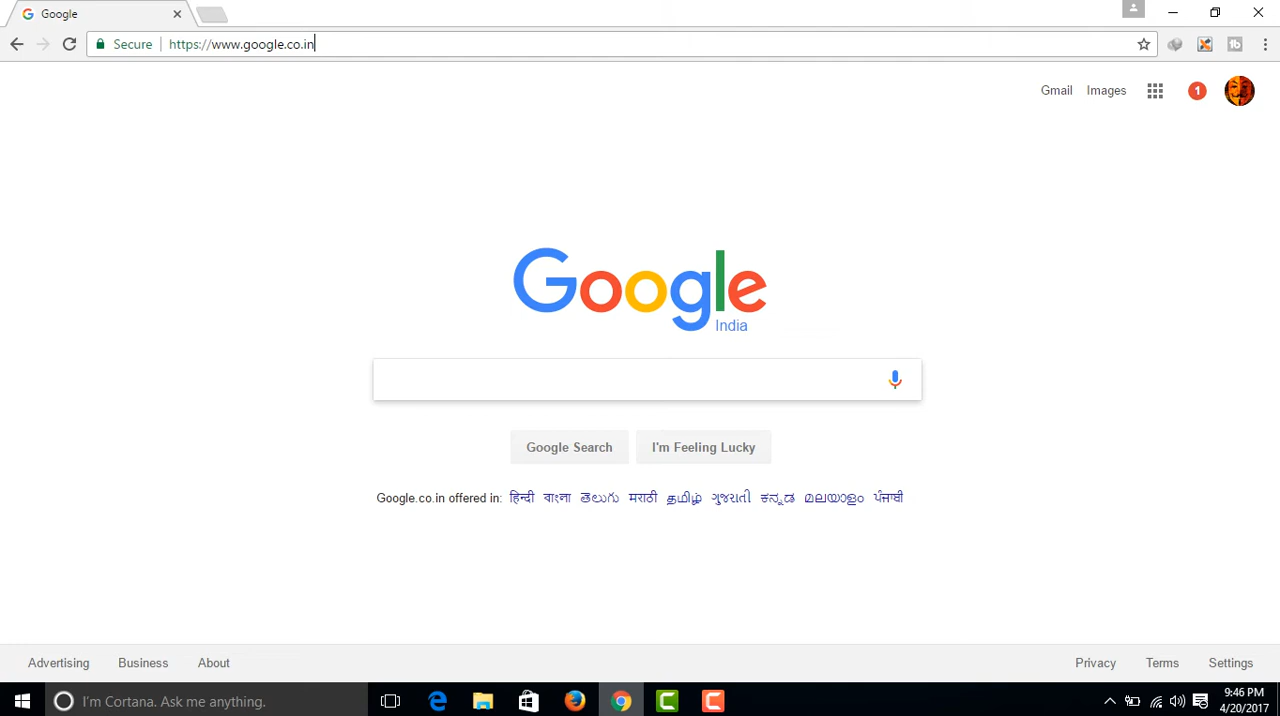 Google
Secure https://www.google.co.in
Gmail Images 1
Google
India
Google Search I'm Feeling Lucky
Google.co.in offered in: हिन्दी বাংলা తెలుగు मराठी தமிழ் ગુજરાતી ಕನ್ನಡ മലയാളം ਪੰਜਾਬੀ
Advertising Business About Privacy Terms Settings
I'm Cortana. Ask me anything.
9:46 PM
4/20/2017